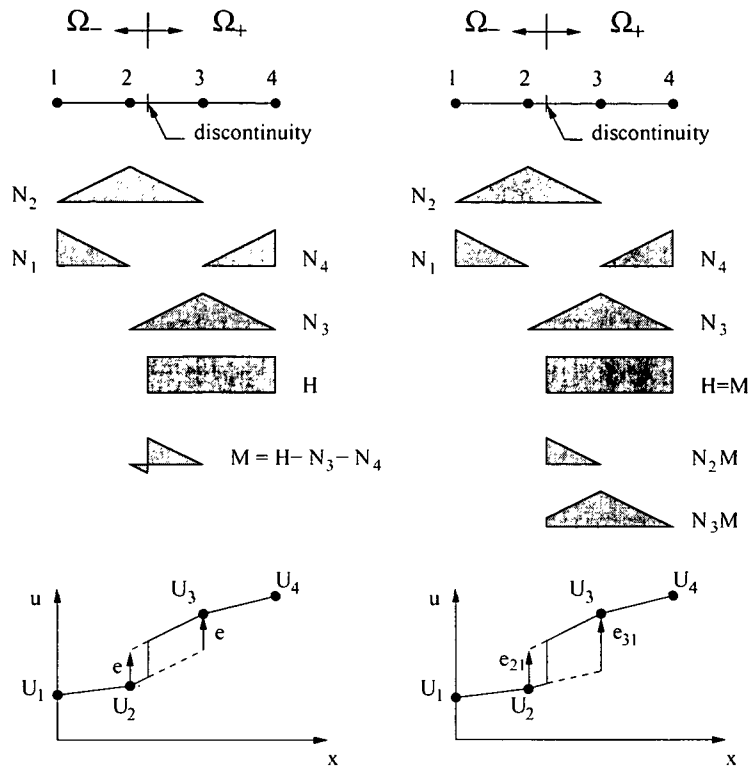 Ω₋ Ω₊
1 2 3 4
discontinuity
N₂
N₁ N₄
N₃
H
M = H − N₃ − N₄
u
U₄
U₃
e
e
U₁
U₂
x
Ω₋ Ω₊
1 2 3 4
discontinuity
N₂
N₁ N₄
N₃
H=M
N₂M
N₃M
u
U₄
U₃
e₃₁
e₂₁
U₁
U₂
x